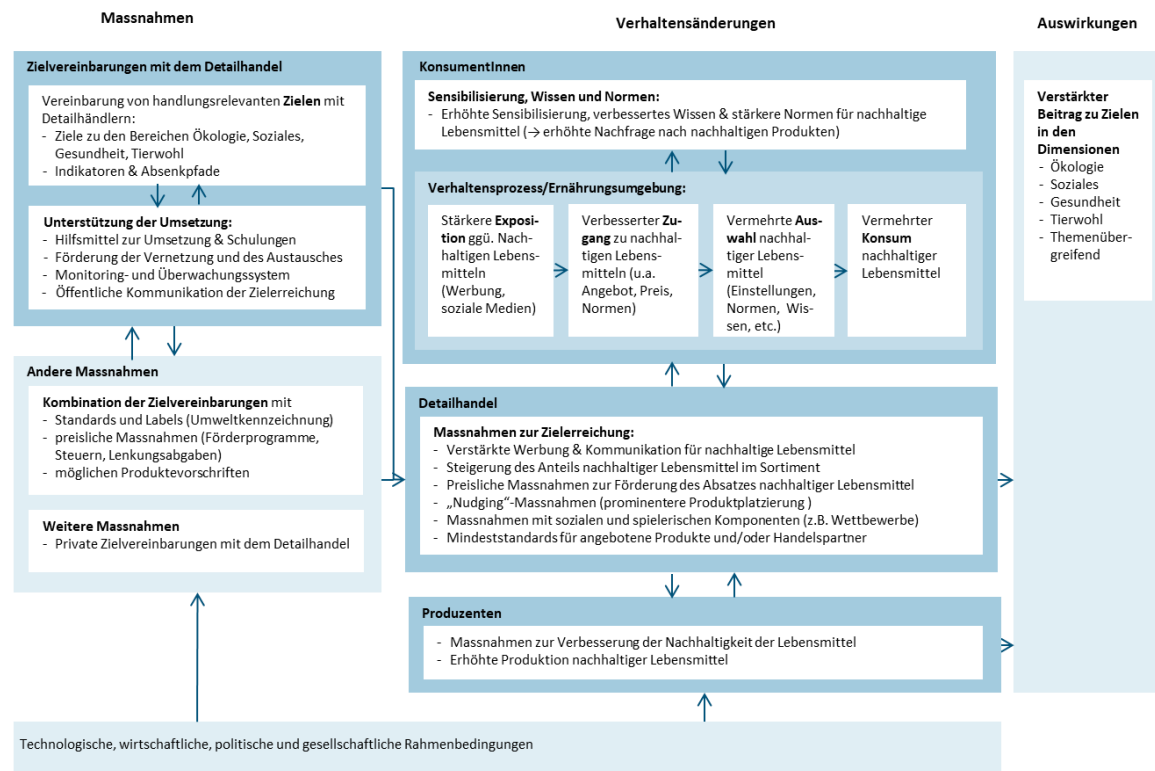 Massnahmen
Verhaltensänderungen
Auswirkungen
Zielvereinbarungen mit dem Detailhandel
Vereinbarung von handlungsrelevanten Zielen mit
Detailhändlern:
- Ziele zu den Bereichen Ökologie, Soziales,
Gesundheit, Tierwohl
- Indikatoren & Absenkpfade
Unterstützung der Umsetzung:
- Hilfsmittel zur Umsetzung & Schulungen
- Förderung der Vernetzung und des Austausches
- Monitoring- und Überwachungssystem
- Öffentliche Kommunikation der Zielerreichung
Andere Massnahmen
Kombination der Zielvereinbarungen mit
- Standards und Labels (Umweltkennzeichnung)
- preisliche Massnahmen (Förderprogramme,
Steuern, Lenkungsabgaben)
- möglichen Produktevorschriften
Weitere Massnahmen
- Private Zielvereinbarungen mit dem Detailhandel
KonsumentInnen
Sensibilisierung, Wissen und Normen:
- Erhöhte Sensibilisierung, verbessertes Wissen & stärkere Normen für nachhaltige
Lebensmittel (→ erhöhte Nachfrage nach nachhaltigen Produkten)
Verhaltensprozess/Ernährungsumgebung:
Stärkere Exposi-
tion ggü. Nach-
haltigen Lebens-
mitteln
(Werbung,
soziale Medien)
Verbesserter Zu-
gang zu nachhal-
tigen Lebens-
mitteln (u.a.
Angebot, Preis,
Normen)
Vermehrte Aus-
wahl nachhal-
tiger Lebens-
mittel
(Einstellungen,
Normen, Wis-
sen, etc.)
Vermehrter
Konsum
nachhaltiger
Lebensmittel
Detailhandel
Massnahmen zur Zielerreichung:
- Verstärkte Werbung & Kommunikation für nachhaltige Lebensmittel
- Steigerung des Anteils nachhaltiger Lebensmittel im Sortiment
- Preisliche Massnahmen zur Förderung des Absatzes nachhaltiger Lebensmittel
- „Nudging“-Massnahmen (prominentere Produktplatzierung )
- Massnahmen mit sozialen und spielerischen Komponenten (z.B. Wettbewerbe)
- Mindeststandards für angebotene Produkte und/oder Handelspartner
Produzenten
- Massnahmen zur Verbesserung der Nachhaltigkeit der Lebensmittel
- Erhöhte Produktion nachhaltiger Lebensmittel
Verstärkter
Beitrag zu Zielen
in den
Dimensionen
- Ökologie
- Soziales
- Gesundheit
- Tierwohl
- Themenüber-
greifend
Technologische, wirtschaftliche, politische und gesellschaftliche Rahmenbedingungen